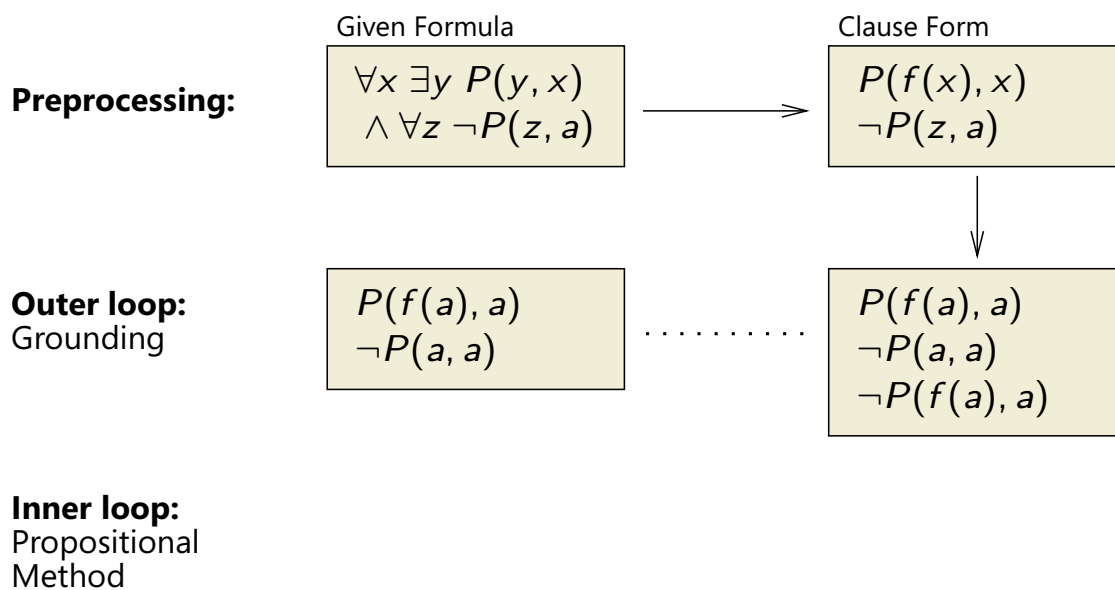 Given Formula
Clause Form
Preprocessing:
∀x ∃y P(y, x)
∧ ∀z ¬P(z, a)
P(f(x), x)
¬P(z, a)
Outer loop:
Grounding
P(f(a), a)
¬P(a, a)
. . . . . . . . . . .
P(f(a), a)
¬P(a, a)
¬P(f(a), a)
Inner loop:
Propositional
Method